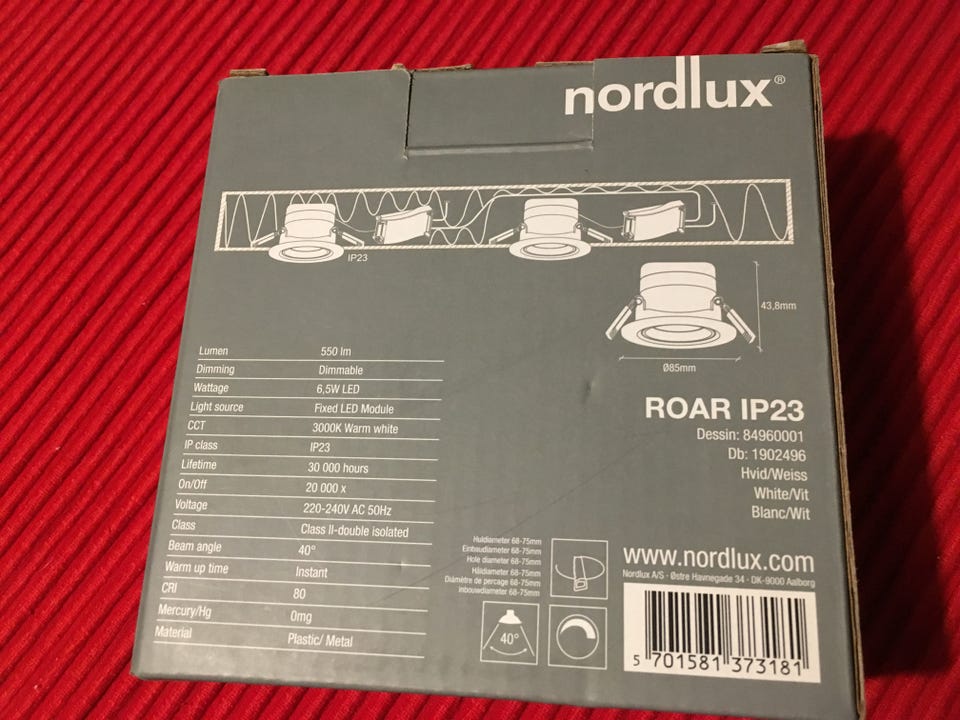 nordlux®
IP23
43,8mm
Ø85mm
Lumen 550 lm
Dimming Dimmable
Wattage 6,5W LED
Light source Fixed LED Module
CCT 3000K Warm white
IP class IP23
Lifetime 30 000 hours
On/Off 20 000 x
Voltage 220-240V AC 50Hz
Class Class II-double isolated
Beam angle 40°
Warm up time Instant
CRI 80
Mercury/Hg 0mg
Material Plastic/ Metal
ROAR IP23
Dessin: 84960001
Db: 1902496
Hvid/Weiss
White/Vit
Blanc/Wit
Huldiameter 68-75mm
Einbaudiameter 68-75mm
Hole diameter 68-75mm
Håldiameter 68-75mm
Diamètre de perçage 68-75mm
Inbouwdiameter 68-75mm
40°
www.nordlux.com
Nordlux A/S · Østre Havnegade 34 · DK-9000 Aalborg
5 701581 373181